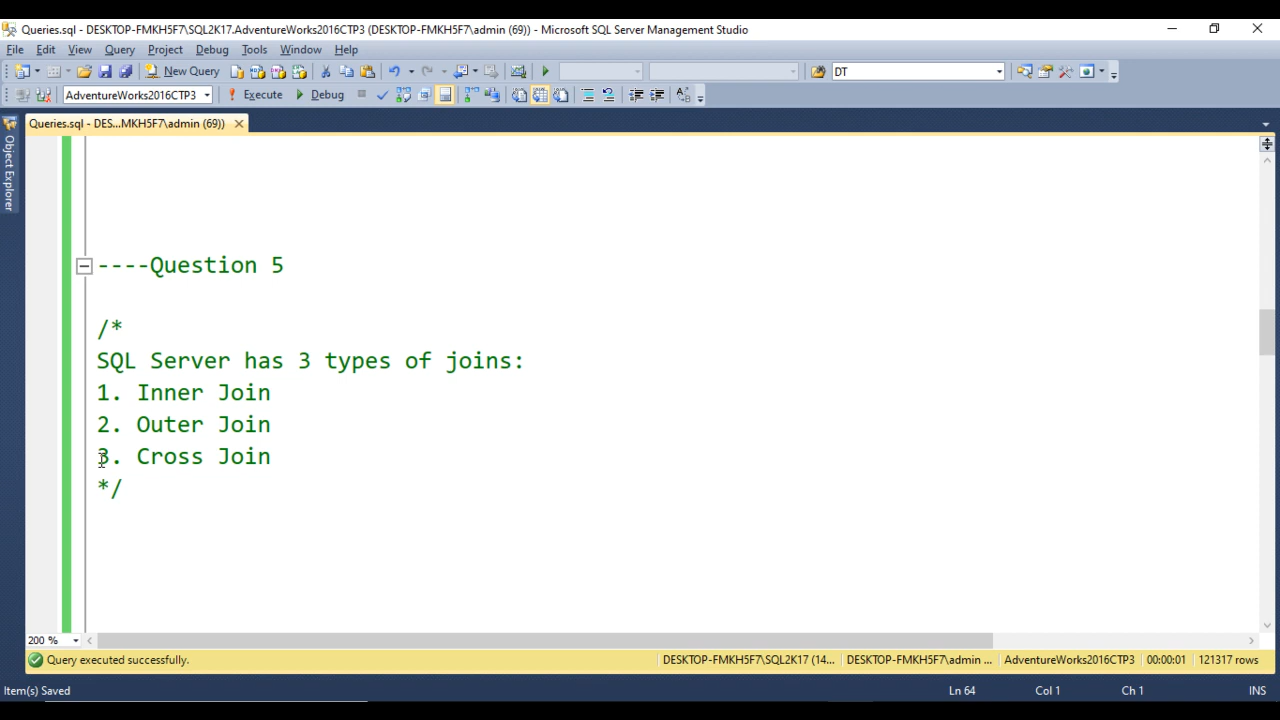 Queries.sql - DESKTOP-FMKH5F7\SQL2K17.AdventureWorks2016CTP3 (DESKTOP-FMKH5F7\admin (69)) - Microsoft SQL Server Management Studio
File Edit View Query Project Debug Tools Window Help
New Query DT
AdventureWorks2016CTP3 Execute Debug
Queries.sql - DES...MKH5F7\admin (69))
Object Explorer
----Question 5
/*
SQL Server has 3 types of joins:
1. Inner Join
2. Outer Join
3. Cross Join
*/
200 %
Query executed successfully. DESKTOP-FMKH5F7\SQL2K17 (14... DESKTOP-FMKH5F7\admin ... AdventureWorks2016CTP3 00:00:01 121317 rows
Item(s) Saved Ln 64 Col 1 Ch 1 INS